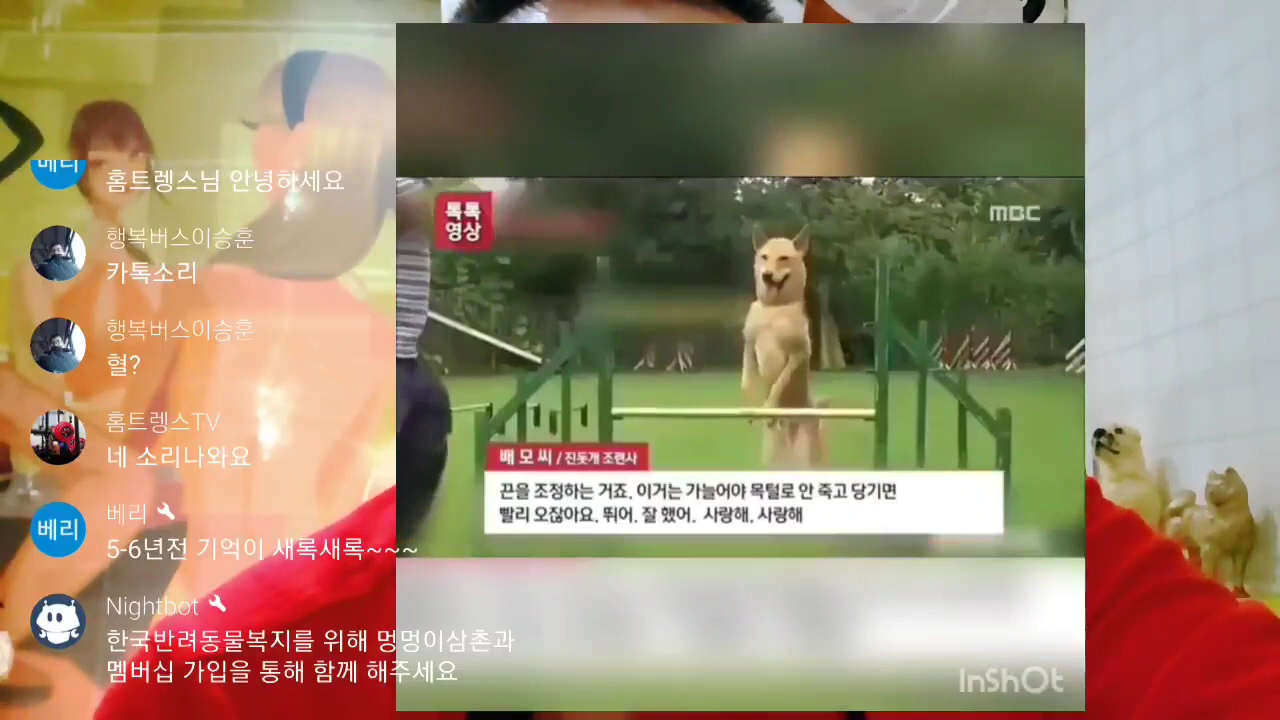 베리
홈트렝스님 안녕하세요
행복버스이승훈
카톡소리
행복버스이승훈
헐?
홈트렝스TV
네 소리나와요
베리
베리
5-6년전 기억이 새록새록~~~
Nightbot
한국반려동물복지를 위해 멍멍이삼촌과
멤버십 가입을 통해 함께 해주세요
톡톡
영상
MBC
배 모 씨 / 진돗개 조련사
끈을 조정하는 거죠. 이거는 가늘어야 목털로 안 죽고 당기면
빨리 오잖아요. 뛰어. 잘 했어. 사랑해. 사랑해
InShOt